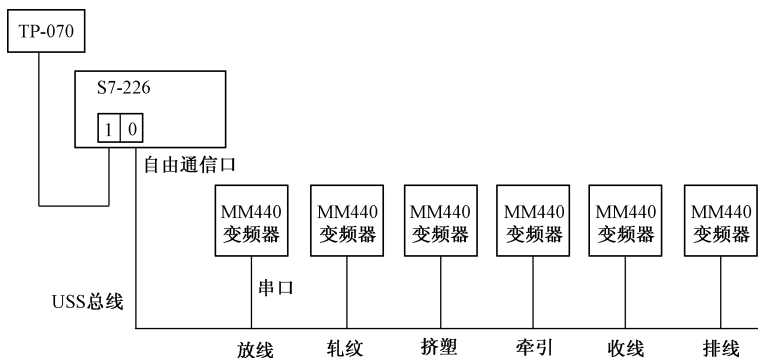 TP-070
S7-226
1 0
自由通信口
MM440 MM440 MM440 MM440 MM440 MM440
变频器 变频器 变频器 变频器 变频器 变频器
串口
USS总线
放线 轧纹 挤塑 牵引 收线 排线